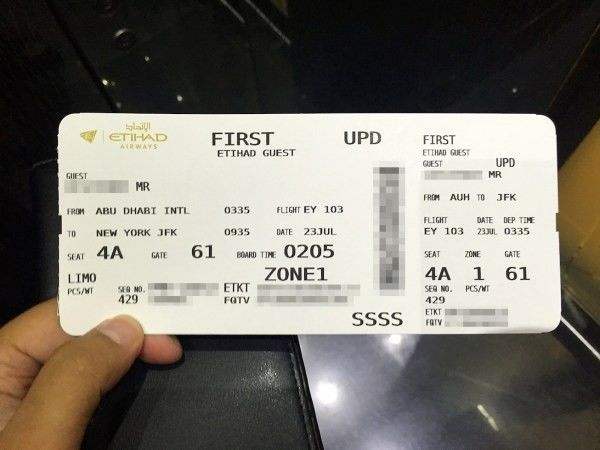 الإتحاد
ETIHAD
AIRWAYS
FIRST
ETIHAD GUEST
UPD
GUEST
MR
FROM ABU DHABI INTL 0335 FLIGHT EY 103
TO NEW YORK JFK 0935 DATE 23JUL
SEAT 4A GATE 61 BOARD TIME 0205
LIMO ZONE1
PCS/WT SEQ NO. ETKT
429 FQTV
SSSS
FIRST
ETIHAD GUEST
GUEST UPD
MR
FROM AUH TO JFK
FLIGHT DATE DEP TIME
EY 103 23JUL 0335
SEAT ZONE GATE
4A 1 61
SEQ NO. PCS/WT
429
ETKT
FQTV